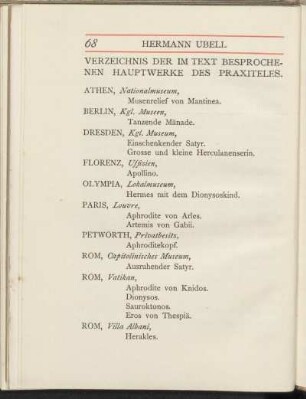 68 HERMANN UBELL
VERZEICHNIS DER IM TEXT BESPROCHE-
NEN HAUPTWERKE DES PRAXITELES.
ATHEN, Nationalmuseum,
Musenrelief von Mantinea.
BERLIN, Kgl. Museen,
Tanzende Mänade.
DRESDEN, Kgl. Museum,
Einschenkender Satyr.
Grosse und kleine Herculanenserin.
FLORENZ, Uffizien,
Apollino.
OLYMPIA, Lokalmuseum,
Hermes mit dem Dionysoskind.
PARIS, Louvre,
Aphrodite von Arles.
Artemis von Gabii.
PETWORTH, Privatbesitz,
Aphroditekopf.
ROM, Capitolinisches Museum,
Ausruhender Satyr.
ROM, Vatikan,
Aphrodite von Knidos.
Dionysos.
Sauroktonos.
Eros von Thespiä.
ROM, Villa Albani,
Herakles.